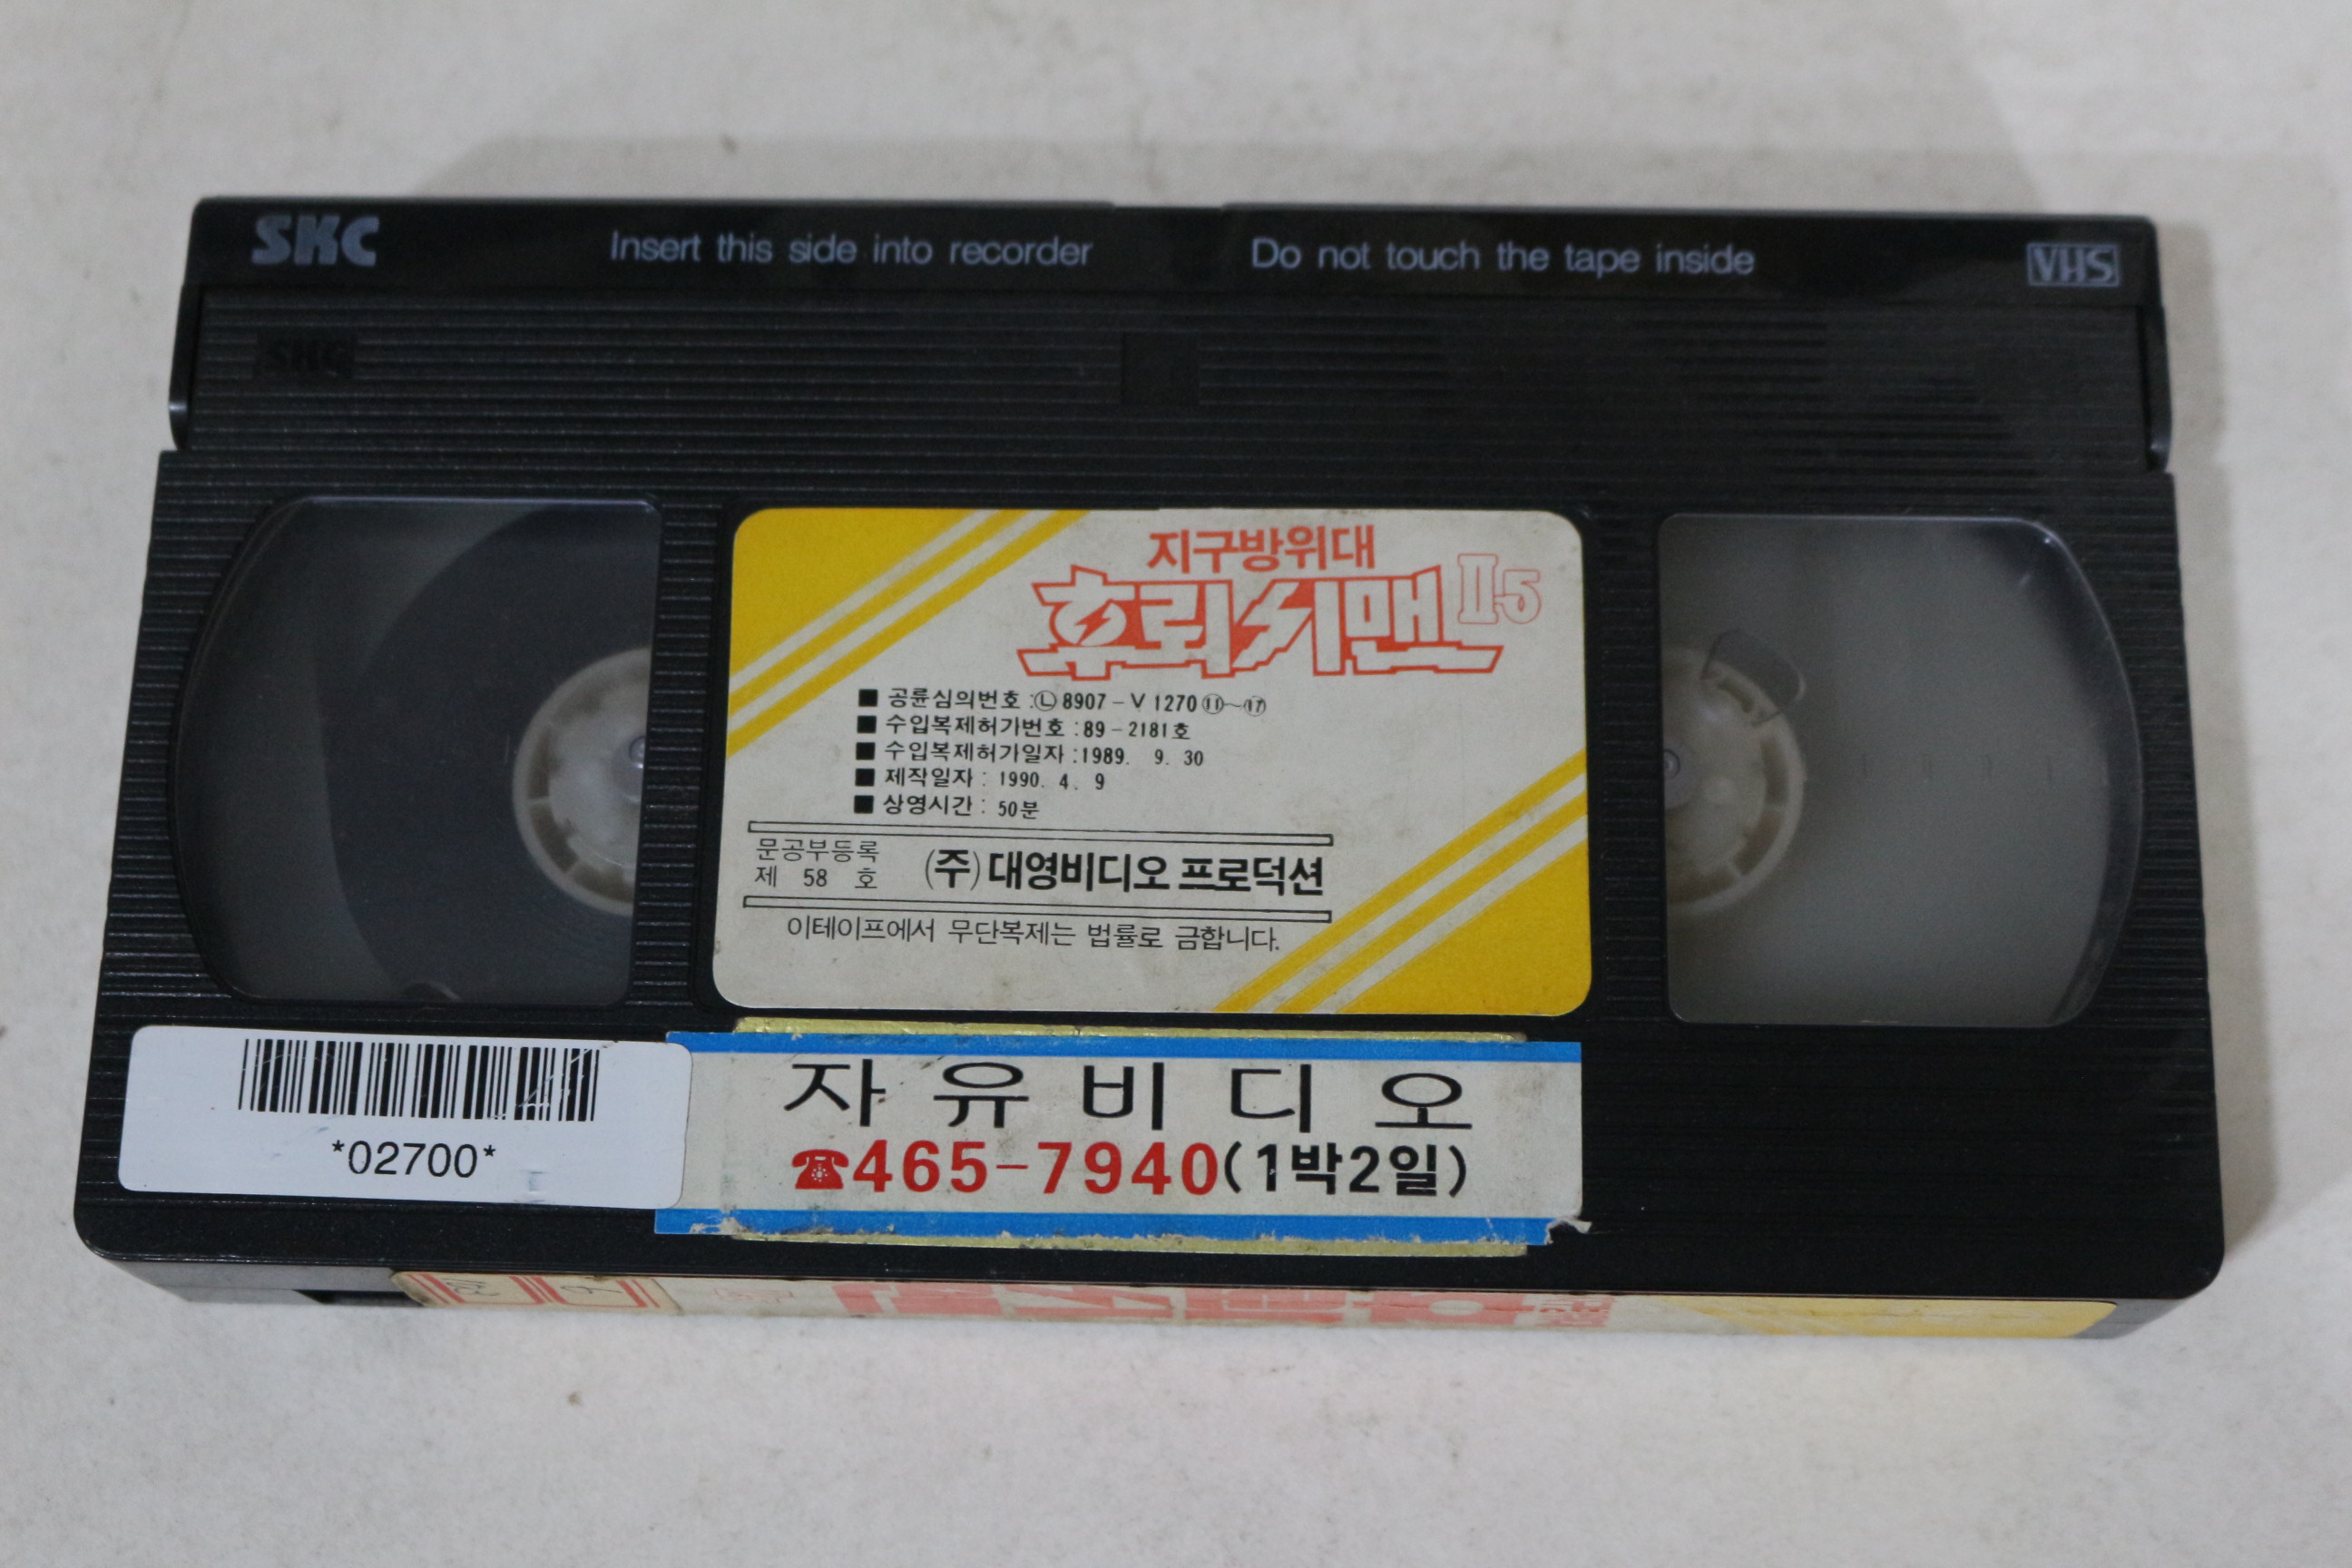 SKC Insert this side into recorder Do not touch the tape inside VHS
SKC
지구방위대
후뢰시맨 II-5
■ 공륜심의번호 : Ⓛ 8907-V 1270 ⑪~⑰
■ 수입복제허가번호 : 89-2181호
■ 수입복제허가일자 : 1989. 9. 30
■ 제작일자 : 1990. 4. 9
■ 상영시간 : 50분
문공부등록
제 58 호
(주)대영비디오 프로덕션
이테이프에서 무단복제는 법률로 금합니다.
*02700*
자유비디오
☎465-7940(1박2일)